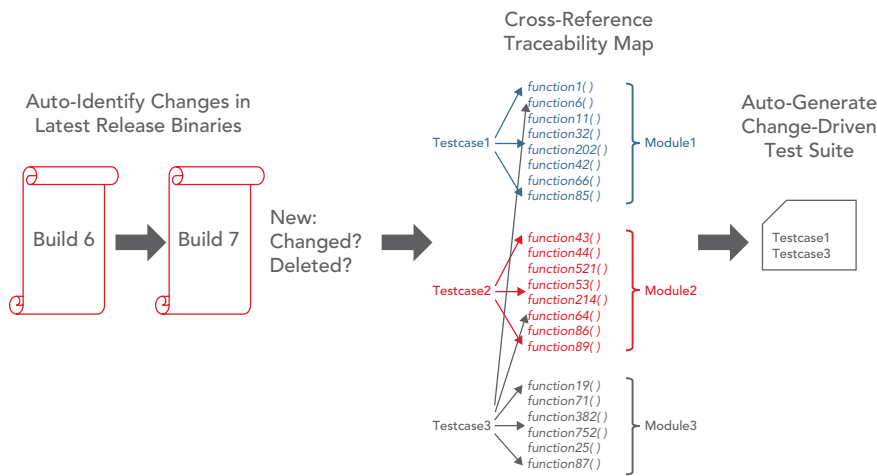 Auto-Identify Changes in
Latest Release Binaries
Build 6
Build 7
New:
Changed?
Deleted?
Cross-Reference
Traceability Map
Testcase1
function1( )
function6( )
function11( )
function32( )
function202( )
function42( )
function66( )
function85( )
Module1
Testcase2
function43( )
function44( )
function521( )
function53( )
function214( )
function64( )
function86( )
function89( )
Module2
Testcase3
function19( )
function71( )
function382( )
function752( )
function25( )
function87( )
Module3
Auto-Generate
Change-Driven
Test Suite
Testcase1
Testcase3